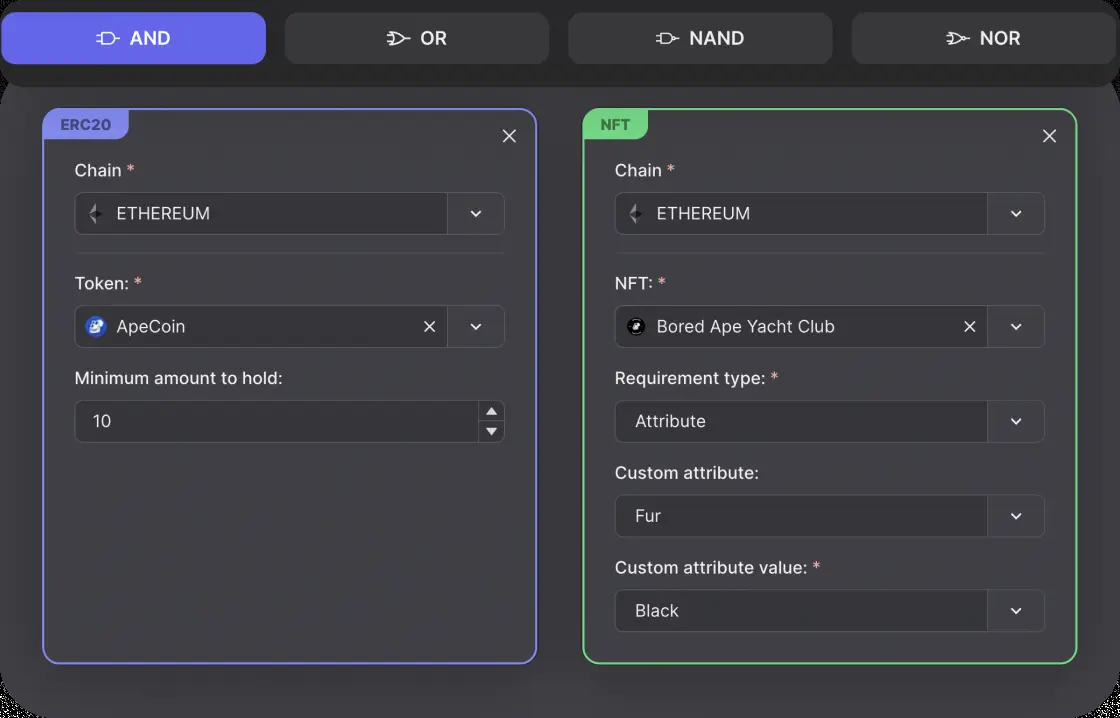 AND OR NAND NOR
ERC20
Chain *
ETHEREUM
Token: *
ApeCoin
Minimum amount to hold:
10
NFT
Chain *
ETHEREUM
NFT: *
Bored Ape Yacht Club
Requirement type: *
Attribute
Custom attribute:
Fur
Custom attribute value: *
Black